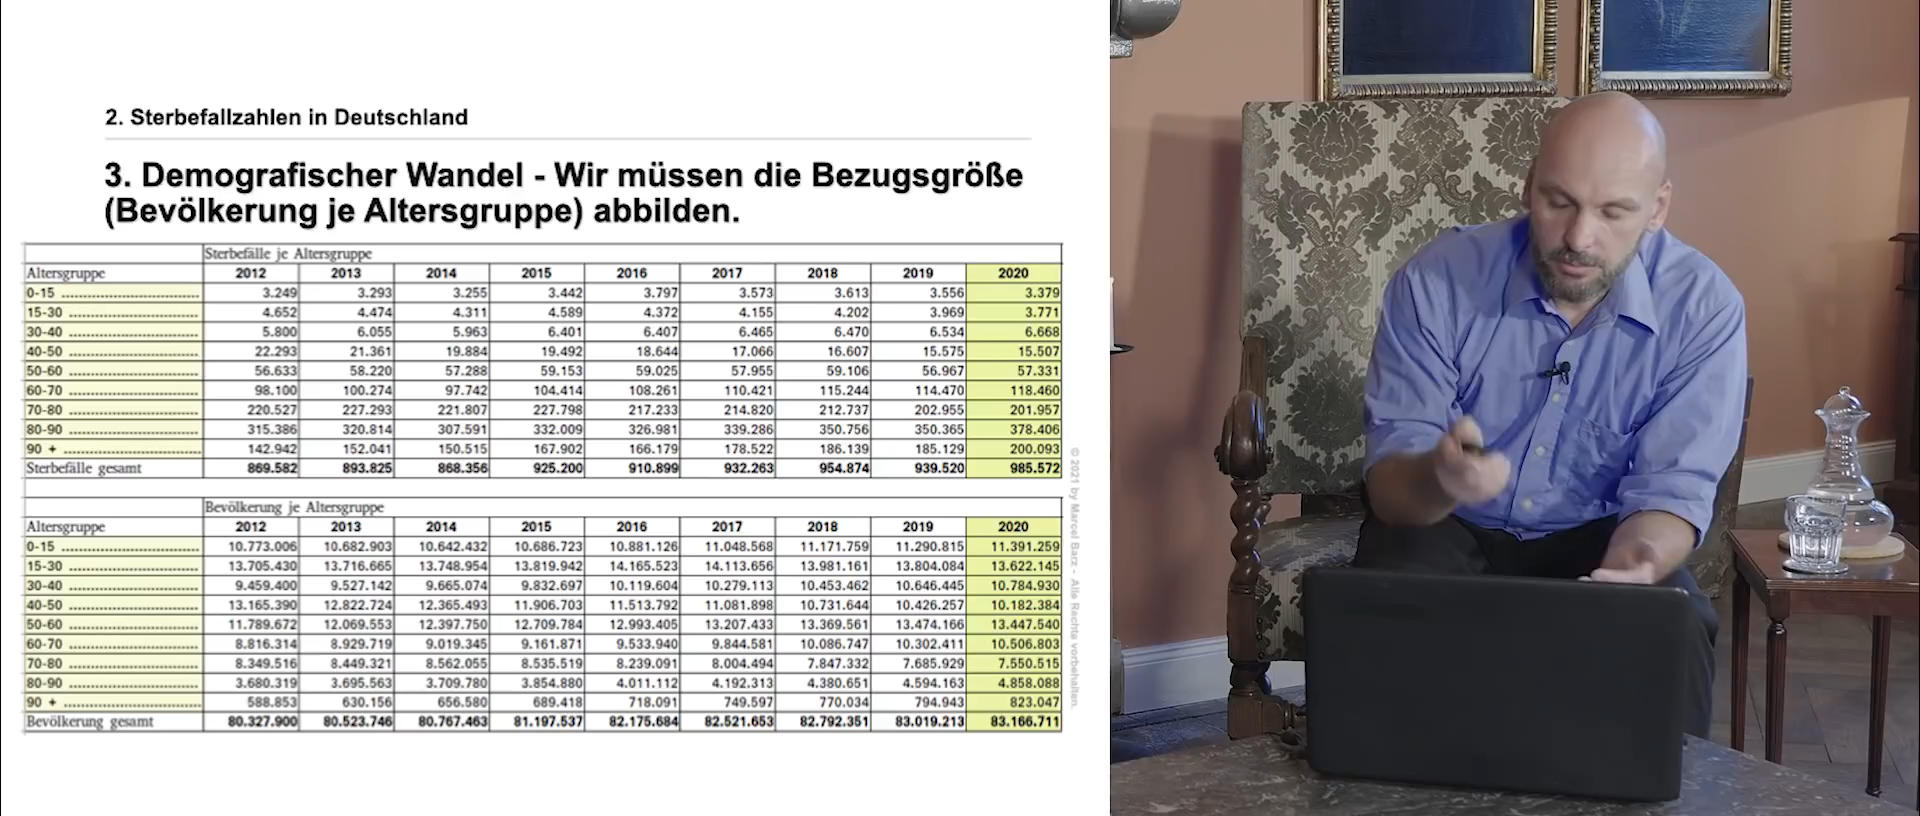 2. Sterbefallzahlen in Deutschland
3. Demografischer Wandel - Wir müssen die Bezugsgröße
(Bevölkerung je Altersgruppe) abbilden.
Sterbefälle je Altersgruppe
Altersgruppe 2012 2013 2014 2015 2016 2017 2018 2019 2020
0-15 3.249 3.293 3.255 3.442 3.797 3.573 3.613 3.556 3.379
15-30 4.652 4.474 4.311 4.589 4.372 4.155 4.202 3.969 3.771
30-40 5.800 6.055 5.963 6.401 6.407 6.465 6.470 6.534 6.668
40-50 22.293 21.361 19.884 19.492 18.644 17.066 16.607 15.575 15.507
50-60 56.633 58.220 57.288 59.153 59.025 57.955 59.106 56.967 57.331
60-70 98.100 100.274 97.742 104.414 108.261 110.421 115.244 114.470 118.460
70-80 220.527 227.293 221.807 227.798 217.233 214.820 212.737 202.955 201.957
80-90 315.386 320.814 307.591 332.009 326.981 339.286 350.756 350.365 378.406
90 + 142.942 152.041 150.515 167.902 166.179 178.522 186.139 185.129 200.093
Sterbefälle gesamt 869.582 893.825 868.356 925.200 910.899 932.263 954.874 939.520 985.572
Bevölkerung je Altersgruppe
Altersgruppe 2012 2013 2014 2015 2016 2017 2018 2019 2020
0-15 10.773.006 10.682.903 10.642.432 10.686.723 10.881.126 11.048.568 11.171.759 11.290.815 11.391.259
15-30 13.705.430 13.716.665 13.748.954 13.819.942 14.165.523 14.113.656 13.981.161 13.804.084 13.622.145
30-40 9.459.400 9.527.142 9.665.074 9.832.697 10.119.604 10.279.113 10.453.462 10.646.445 10.784.930
40-50 13.165.390 12.822.724 12.365.493 11.906.703 11.513.792 11.081.898 10.731.644 10.426.257 10.182.384
50-60 11.789.672 12.069.553 12.397.750 12.709.784 12.993.405 13.207.433 13.369.561 13.474.166 13.447.540
60-70 8.816.314 8.929.719 9.019.345 9.161.871 9.533.940 9.844.581 10.086.747 10.302.411 10.506.803
70-80 8.349.516 8.449.321 8.562.055 8.535.519 8.239.091 8.004.494 7.847.332 7.685.929 7.550.515
80-90 3.680.319 3.695.563 3.709.780 3.854.880 4.011.112 4.192.313 4.380.651 4.594.163 4.858.088
90 + 588.853 630.156 656.580 689.418 718.091 749.597 770.034 794.943 823.047
Bevölkerung gesamt 80.327.900 80.523.746 80.767.463 81.197.537 82.175.684 82.521.653 82.792.351 83.019.213 83.166.711
© 2021 by Marcel Barz - Alle Rechte vorbehalten.